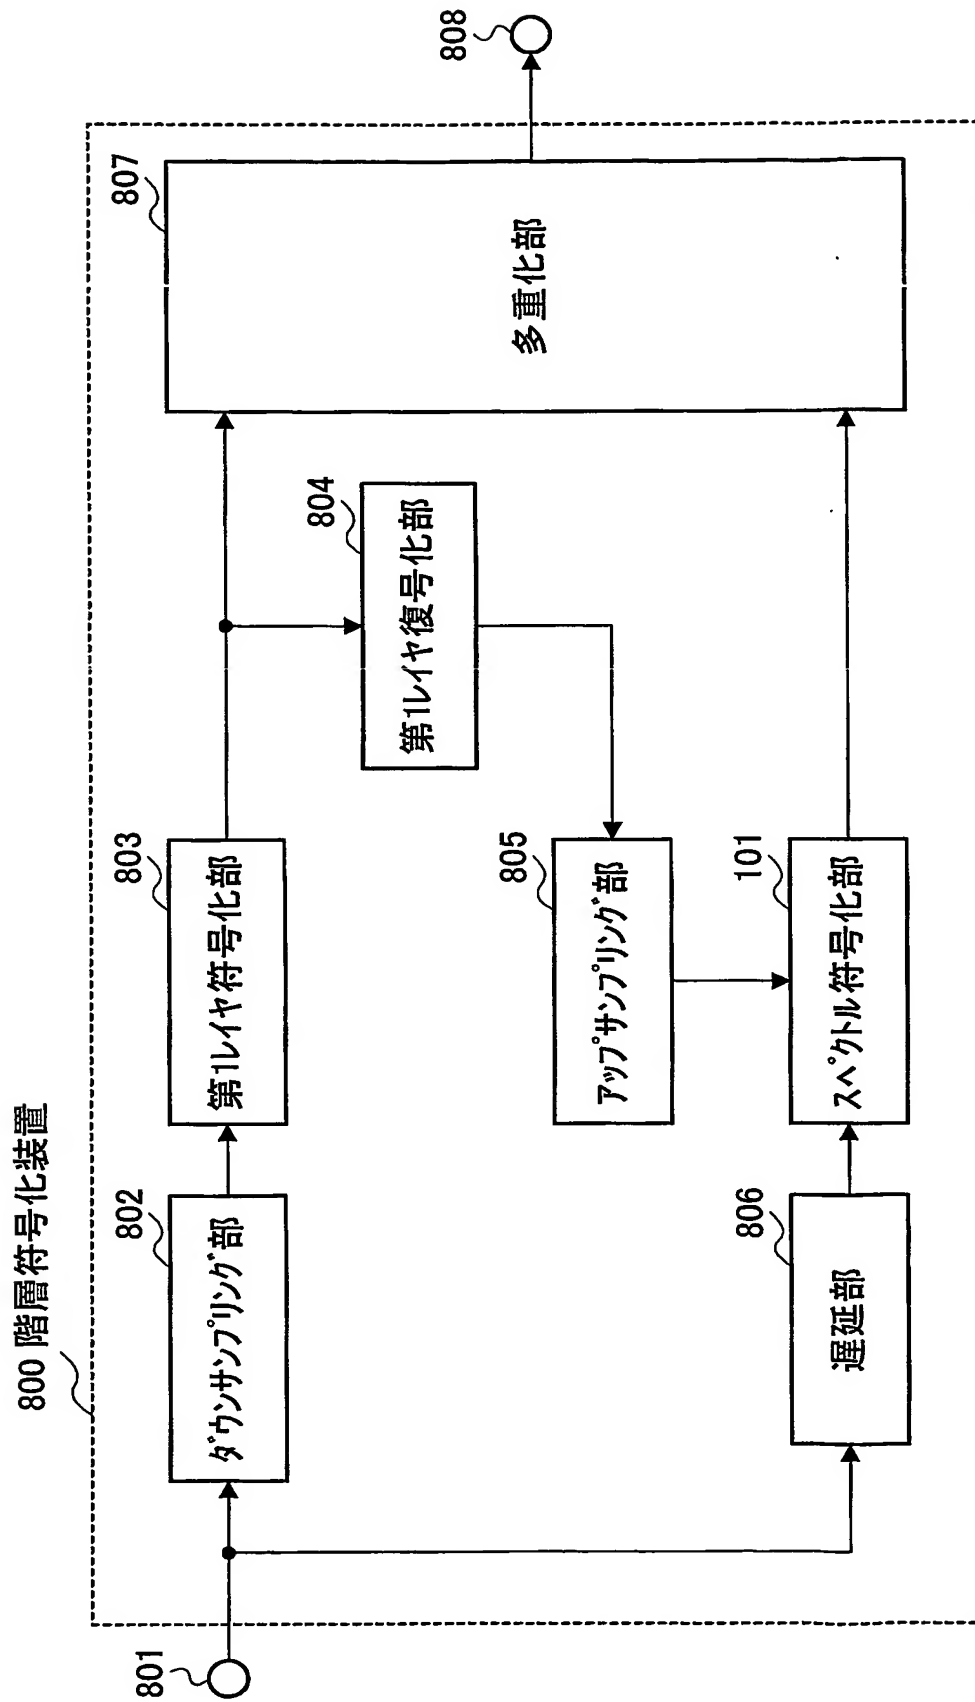 800 階層符号化装置
801
802
ダウンサンプリング部
803
第1レイヤ符号化部
804
第1レイヤ復号化部
805
アップサンプリング部
806
遅延部
101
スペクトル符号化部
807
多重化部
808